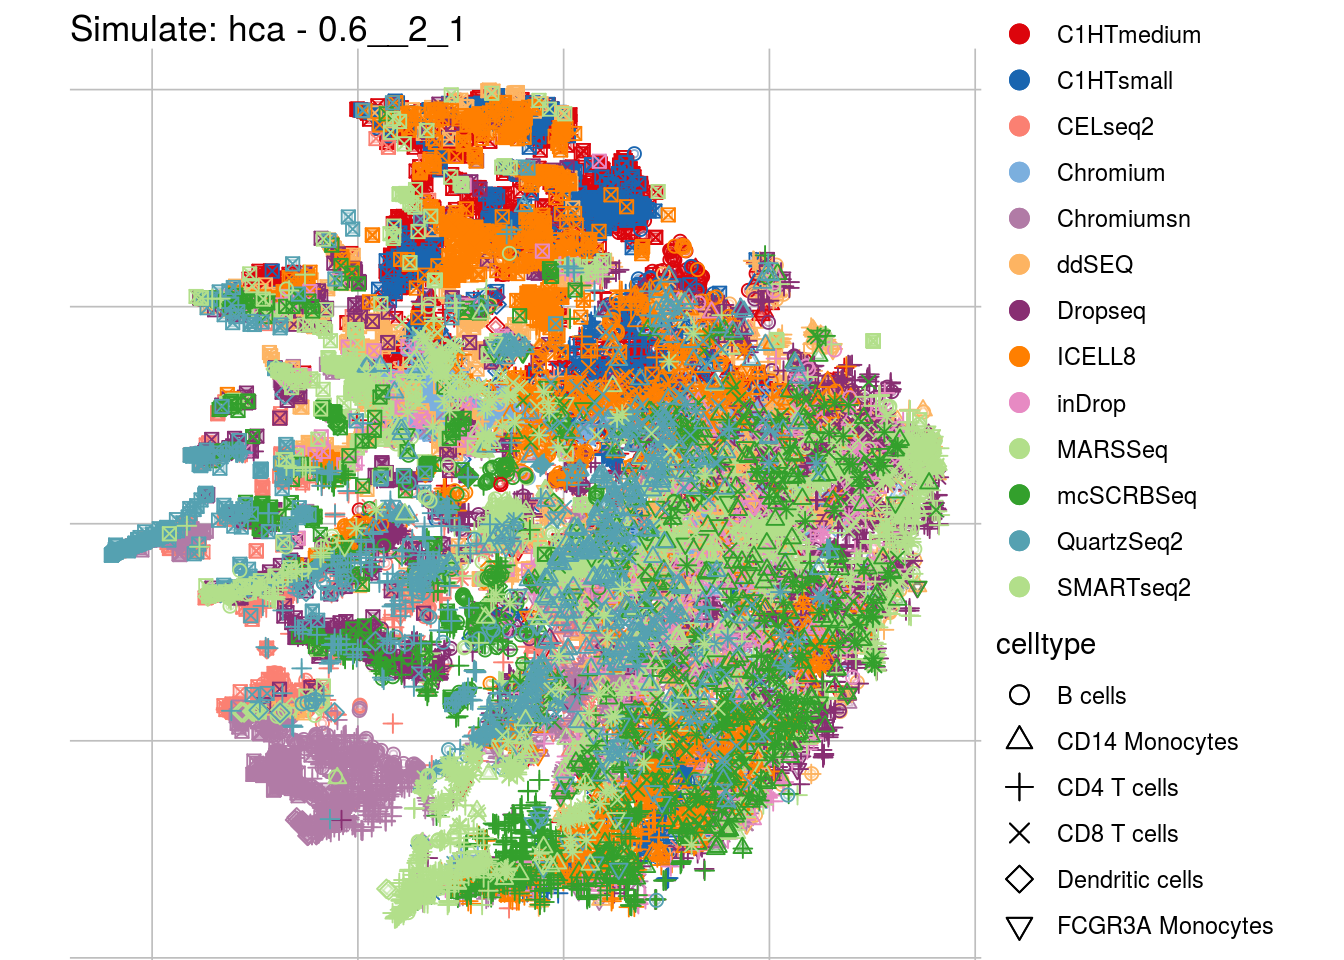 Simulate: hca - 0.6__2_1
C1HTmedium
C1HTsmall
CELseq2
Chromium
Chromiumsn
ddSEQ
Dropseq
ICELL8
inDrop
MARSSeq
mcSCRBSeq
QuartzSeq2
SMARTseq2
celltype
B cells
CD14 Monocytes
CD4 T cells
CD8 T cells
Dendritic cells
FCGR3A Monocytes